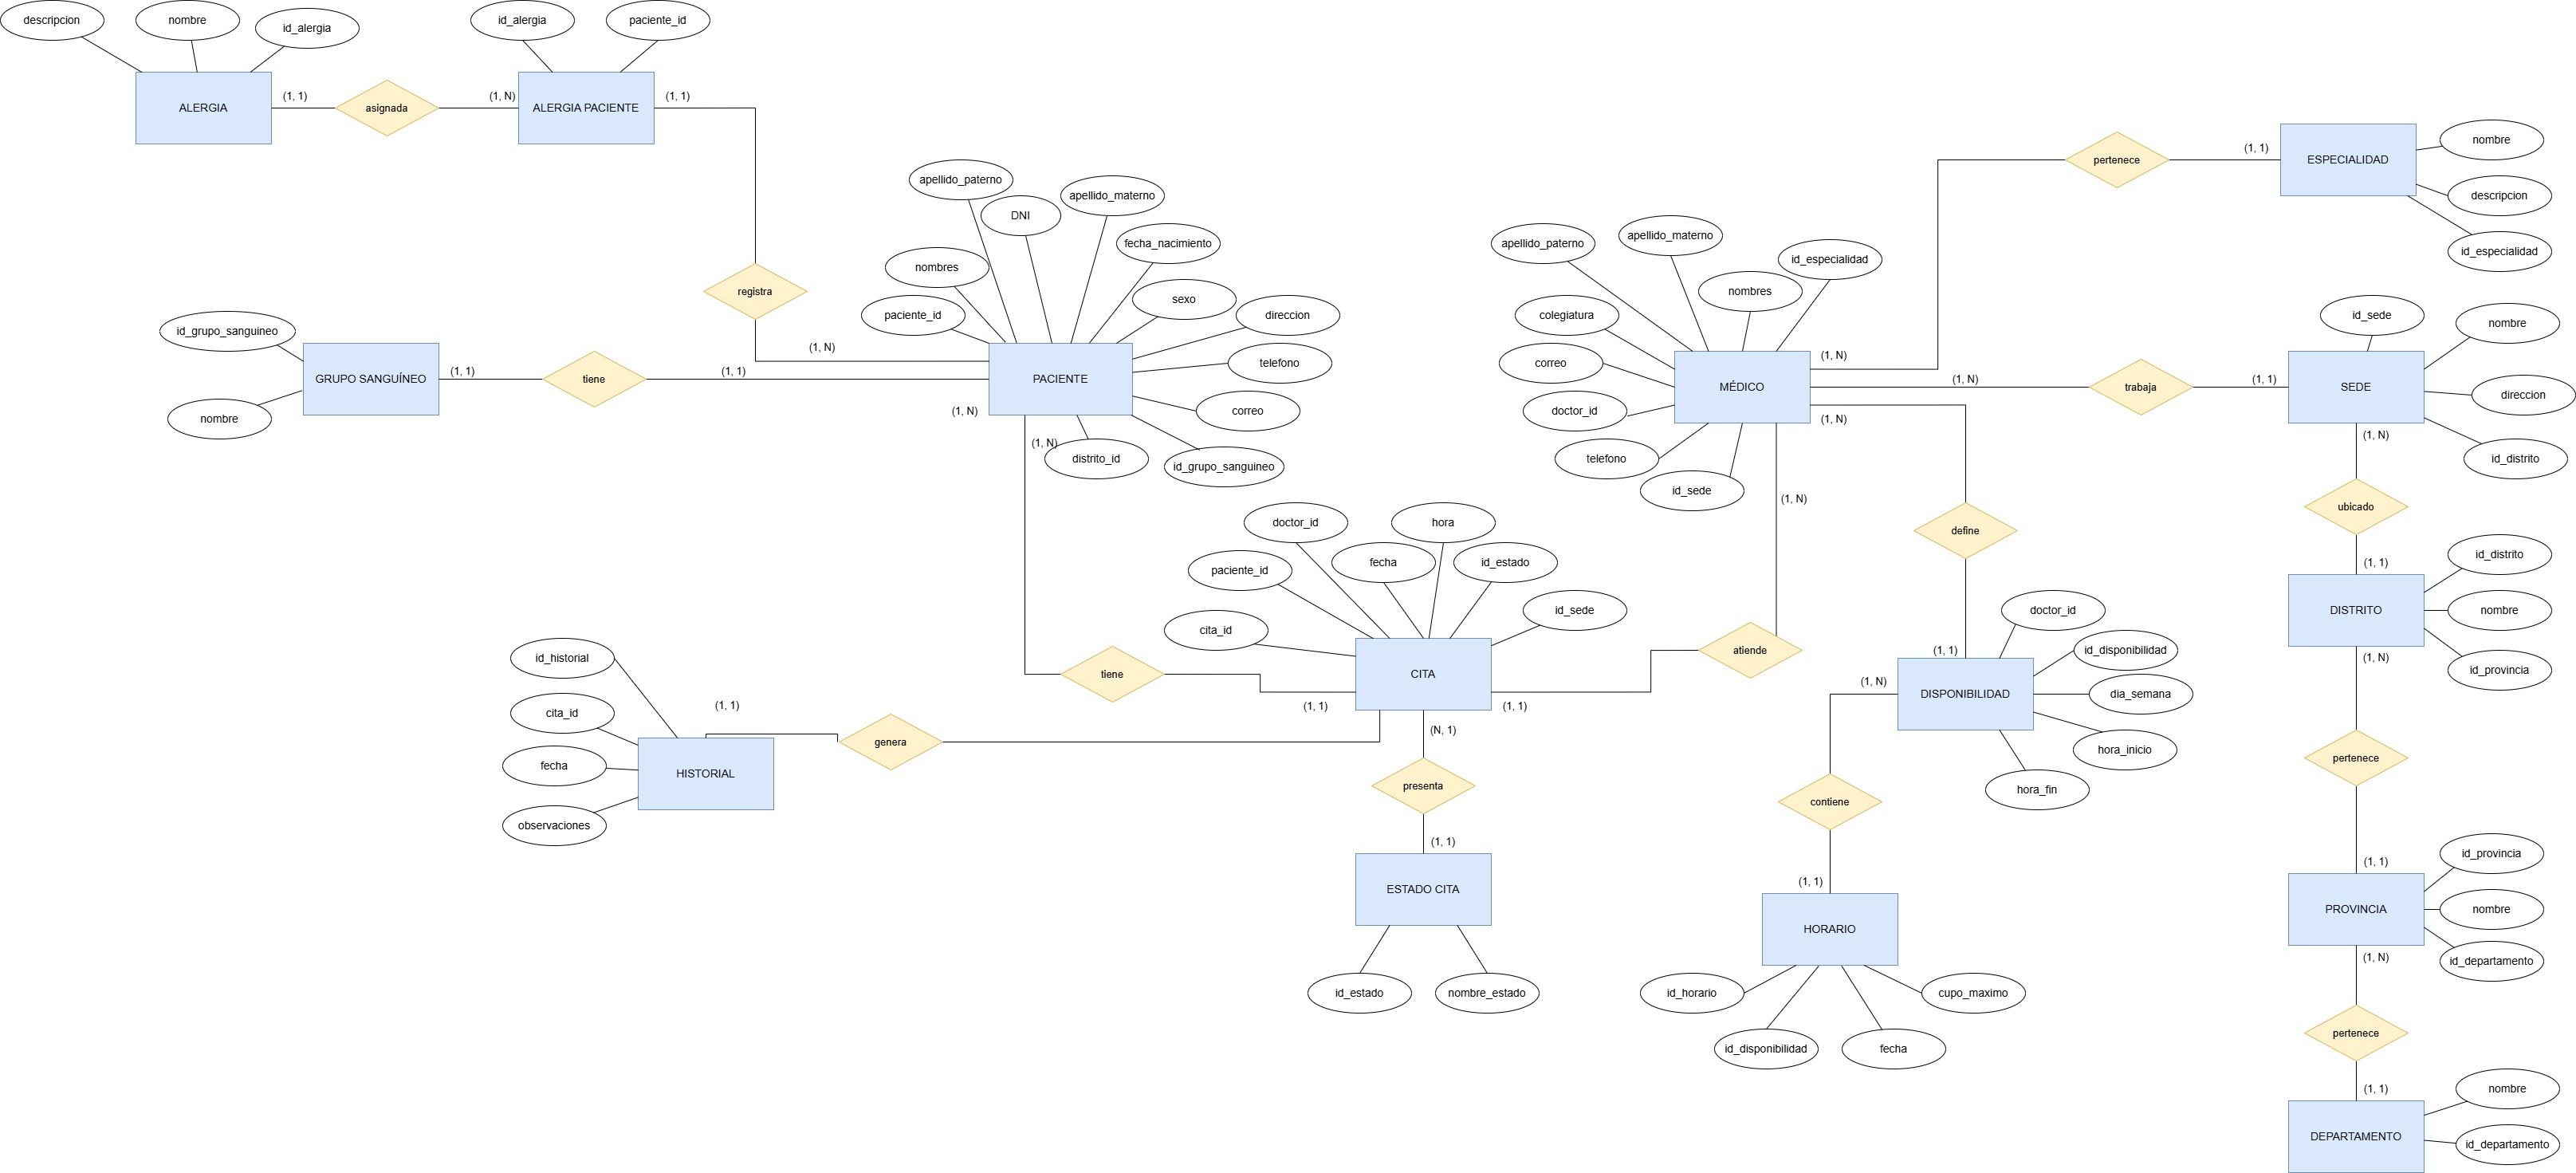 descripcion
nombre
id_alergia
ALERGIA
(1, 1)
asignada
(1, N)
id_alergia
paciente_id
ALERGIA PACIENTE
(1, 1)
registra
(1, N)
id_grupo_sanguineo
nombre
GRUPO SANGUÍNEO
(1, 1)
tiene
(1, 1)
apellido_paterno
DNI
apellido_materno
fecha_nacimiento
nombres
sexo
paciente_id
direccion
telefono
correo
PACIENTE
(1, N)
(1, N)
distrito_id
id_grupo_sanguineo
apellido_paterno
apellido_materno
id_especialidad
nombres
colegiatura
correo
doctor_id
telefono
id_sede
MÉDICO
(1, N)
(1, N)
(1, N)
(1, N)
pertenece
(1, 1)
ESPECIALIDAD
nombre
descripcion
id_especialidad
trabaja
(1, 1)
id_sede
nombre
SEDE
direccion
id_distrito
(1, N)
ubicado
(1, 1)
id_distrito
DISTRITO
nombre
id_provincia
(1, N)
pertenece
(1, 1)
id_provincia
PROVINCIA
nombre
id_departamento
(1, N)
pertenece
(1, 1)
nombre
DEPARTAMENTO
id_departamento
doctor_id
hora
fecha
id_estado
paciente_id
id_sede
cita_id
CITA
tiene
(1, 1)
atiende
(1, 1)
id_historial
cita_id
fecha
observaciones
HISTORIAL
(1, 1)
genera
(N, 1)
presenta
(1, 1)
ESTADO CITA
id_estado
nombre_estado
define
(1, 1)
doctor_id
id_disponibilidad
dia_semana
hora_inicio
hora_fin
DISPONIBILIDAD
(1, N)
contiene
(1, 1)
HORARIO
id_horario
cupo_maximo
id_disponibilidad
fecha